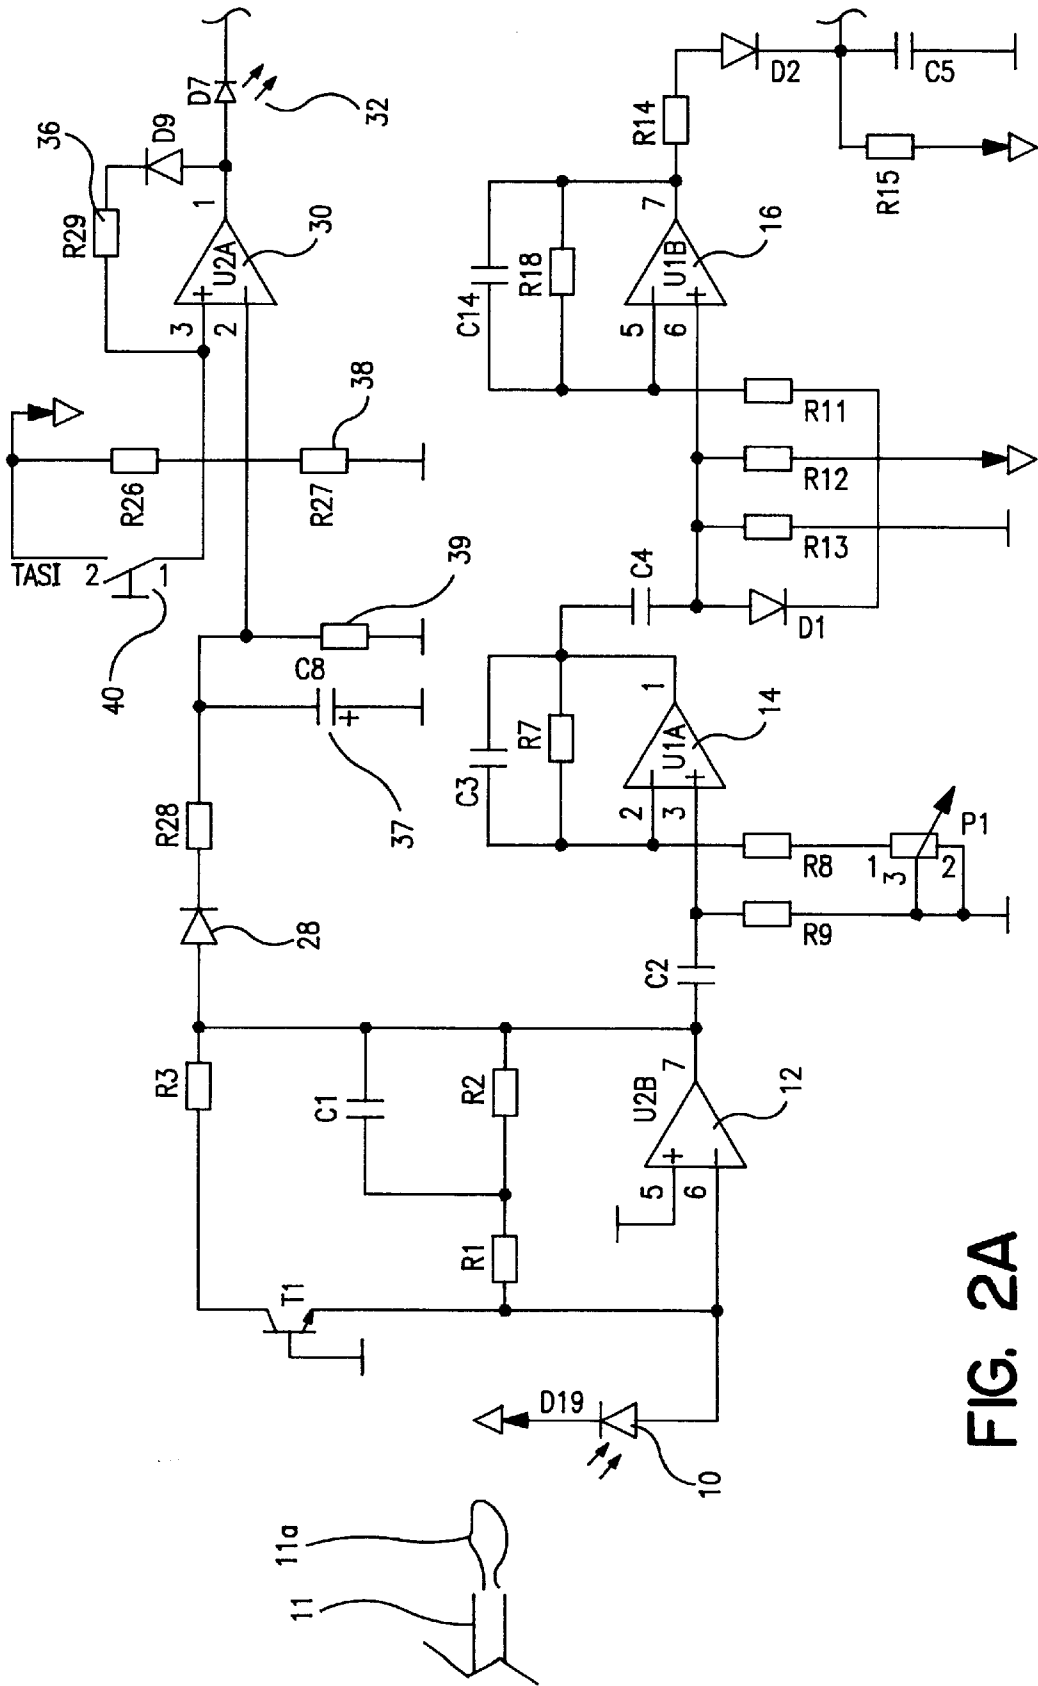 TASI
2
1
40
R26
R27
38
R29
36
D9
D7
32
3
2
+
−
U2A
1
30
R28
28
C8
+
37
39
R3
T1
C1
R1
R2
U2B
5
6
+
−
7
12
D19
10
11
11a
C2
R9
R8
P1
1
3
2
C3
R7
2
3
−
+
U1A
1
14
C4
D1
R13
R12
R11
C14
R18
5
6
−
+
U1B
7
16
R14
D2
R15
C5
FIG. 2A